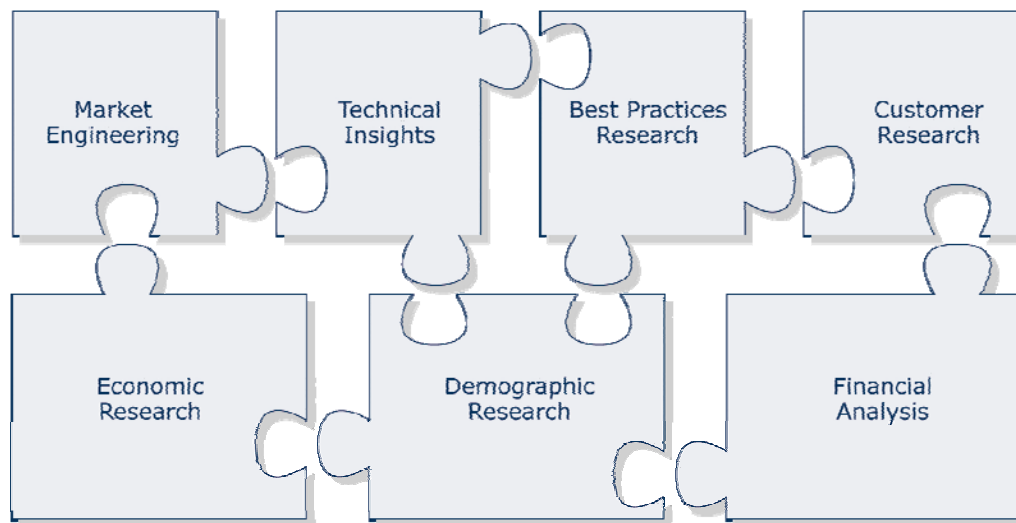 Market
Engineering
Technical
Insights
Best Practices
Research
Customer
Research
Economic
Research
Demographic
Research
Financial
Analysis